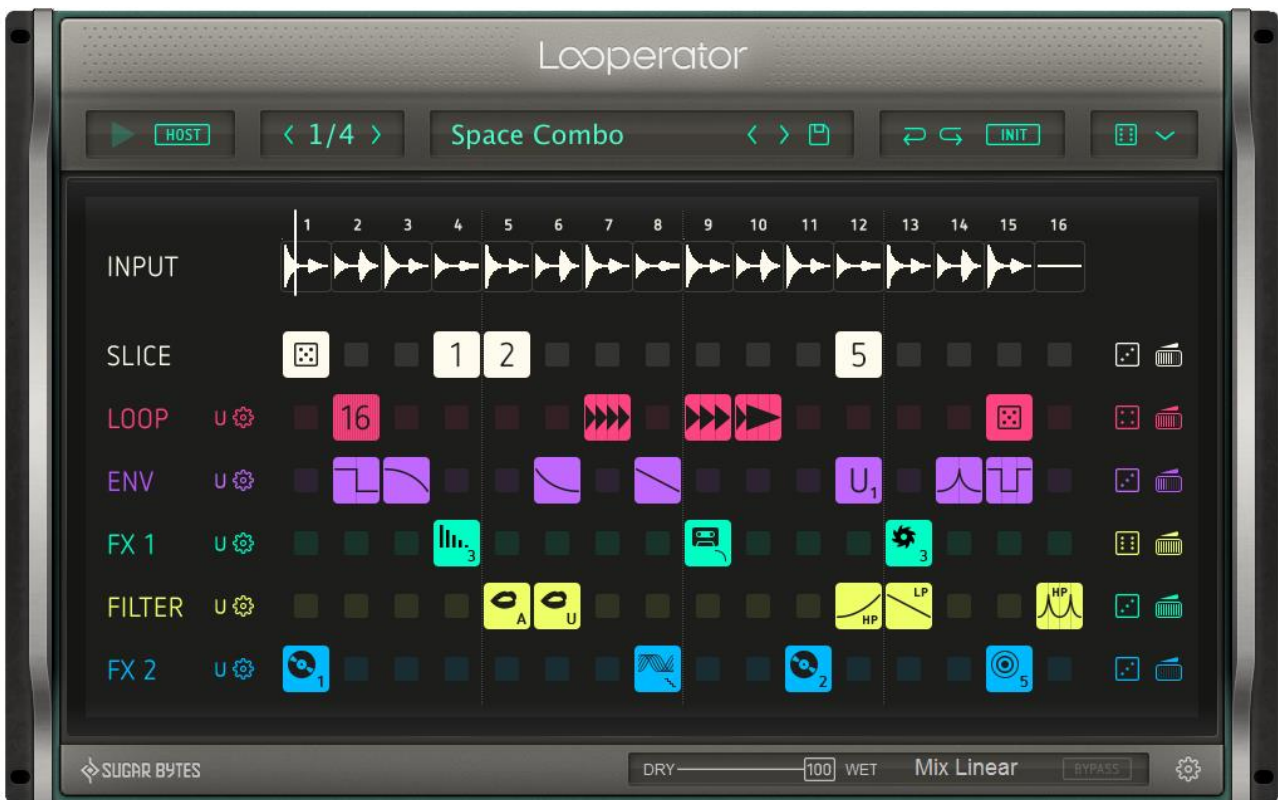 Looperator
HOST
1/4
Space Combo
INIT
1 2 3 4 5 6 7 8 9 10 11 12 13 14 15 16
INPUT
SLICE 1 2 5
LOOP U 16
ENV U U1
FX 1 U 3 3
FILTER U A U HP LP HP
FX 2 U 1 2 5
SUGAR BYTES
DRY 100 WET Mix Linear BYPASS